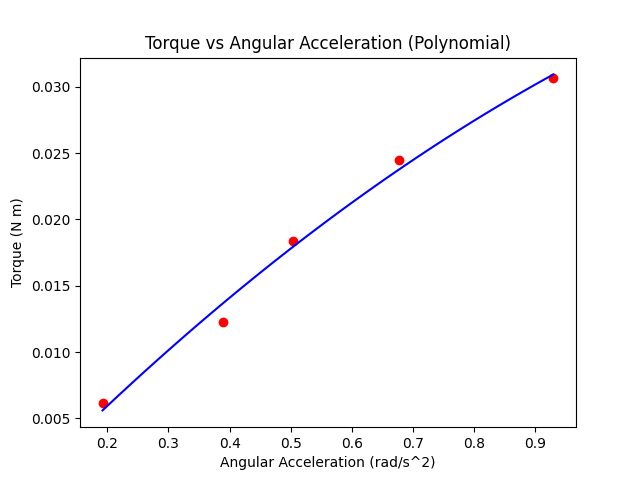 Torque vs Angular Acceleration (Polynomial)
0.030
0.025
0.020
0.015
0.010
0.005
Torque (N m)
0.2 0.3 0.4 0.5 0.6 0.7 0.8 0.9
Angular Acceleration (rad/s^2)